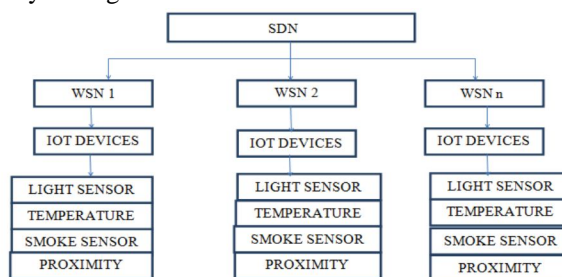 SDN
WSN 1
WSN 2
WSN n
IOT DEVICES
IOT DEVICES
IOT DEVICES
LIGHT SENSOR
TEMPERATURE
SMOKE SENSOR
PROXIMITY
LIGHT SENSOR
TEMPERATURE
SMOKE SENSOR
PROXIMITY
LIGHT SENSOR
TEMPERATURE
SMOKE SENSOR
PROXIMITY